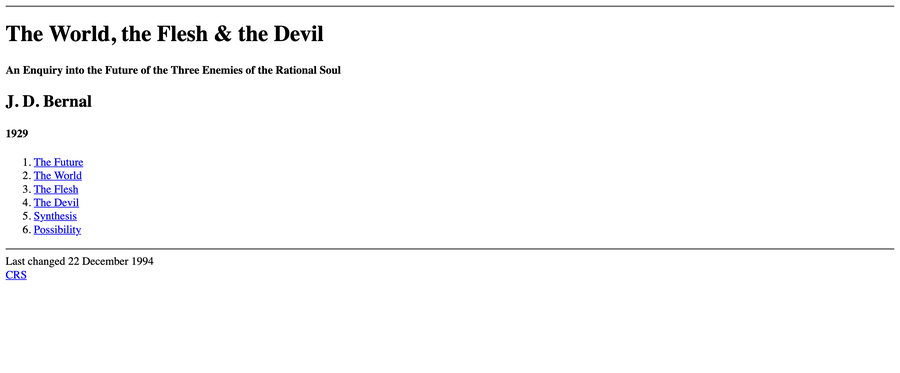 The World, the Flesh & the Devil
An Enquiry into the Future of the Three Enemies of the Rational Soul
J. D. Bernal
1929
1. The Future
2. The World
3. The Flesh
4. The Devil
5. Synthesis
6. Possibility
Last changed 22 December 1994
CRS